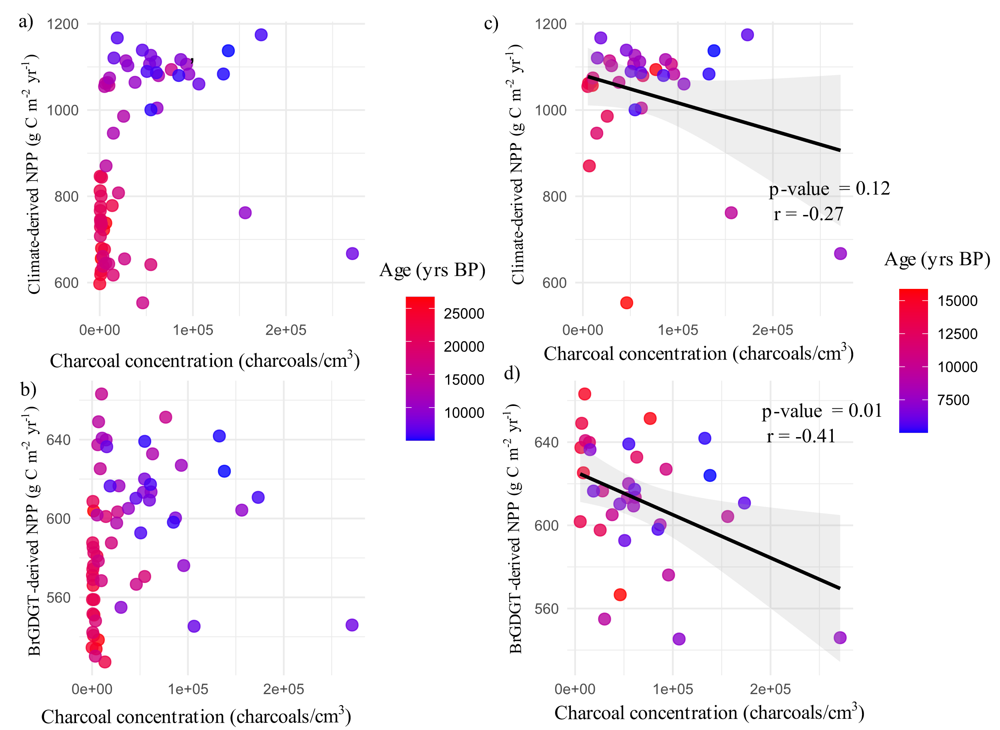 a)
1200
1000
800
600
Climate-derived NPP (g C m-2 yr-1)
,
0e+00 1e+05 2e+05
Charcoal concentration (charcoals/cm3)
b)
640
600
560
BrGDGT -derived NPP (g C m-2 yr-1)
0e+00 1e+05 2e+05
Charcoal concentration (charcoals/cm3)
Age (yrs BP)
25000
20000
15000
10000
c)
1200
1000
800
600
Climate-derived NPP (g C m-2 yr-1)
p-value = 0.12
r = -0.27
0e+00 1e+05 2e+05
Charcoal concentration (charcoals/cm3)
d)
640
600
560
BrGDGT -derived NPP (g C m-2 yr-1)
p-value = 0.01
r = -0.41
0e+00 1e+05 2e+05
Charcoal concentration (charcoals/cm3)
Age (yrs BP)
15000
12500
10000
7500